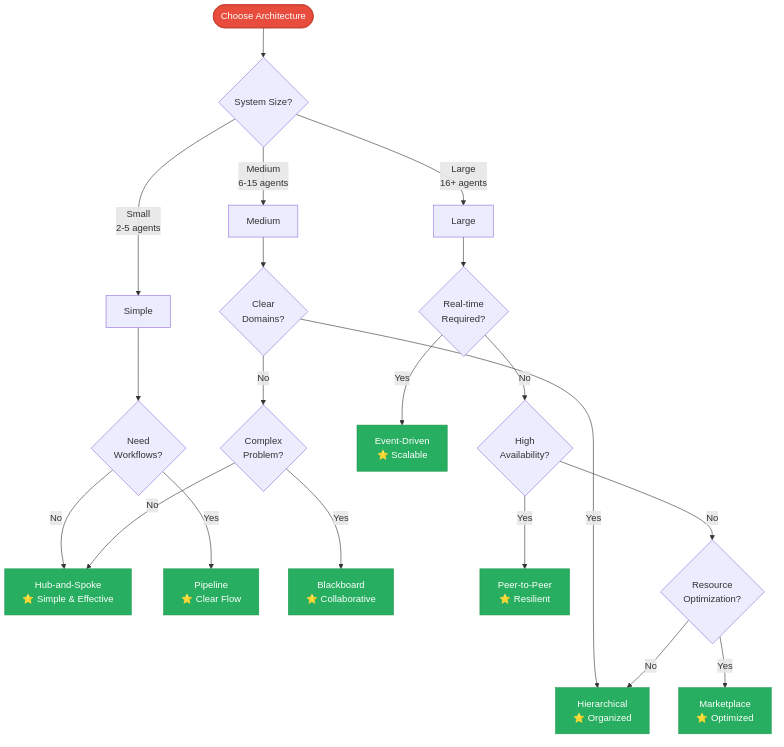 Choose Architecture
System Size?
Medium
6-15 agents
Large
16+ agents
Small
2-5 agents
Medium
Large
Simple
Clear
Domains?
Real-time
Required?
No
Yes
No
Need
Workflows?
Complex
Problem?
Event-Driven
⭐ Scalable
High
Availability?
No
No
Yes
Yes
Yes
Yes
No
Hub-and-Spoke
⭐ Simple & Effective
Pipeline
⭐ Clear Flow
Blackboard
⭐ Collaborative
Peer-to-Peer
⭐ Resilient
Resource
Optimization?
No
Yes
Hierarchical
⭐ Organized
Marketplace
⭐ Optimized